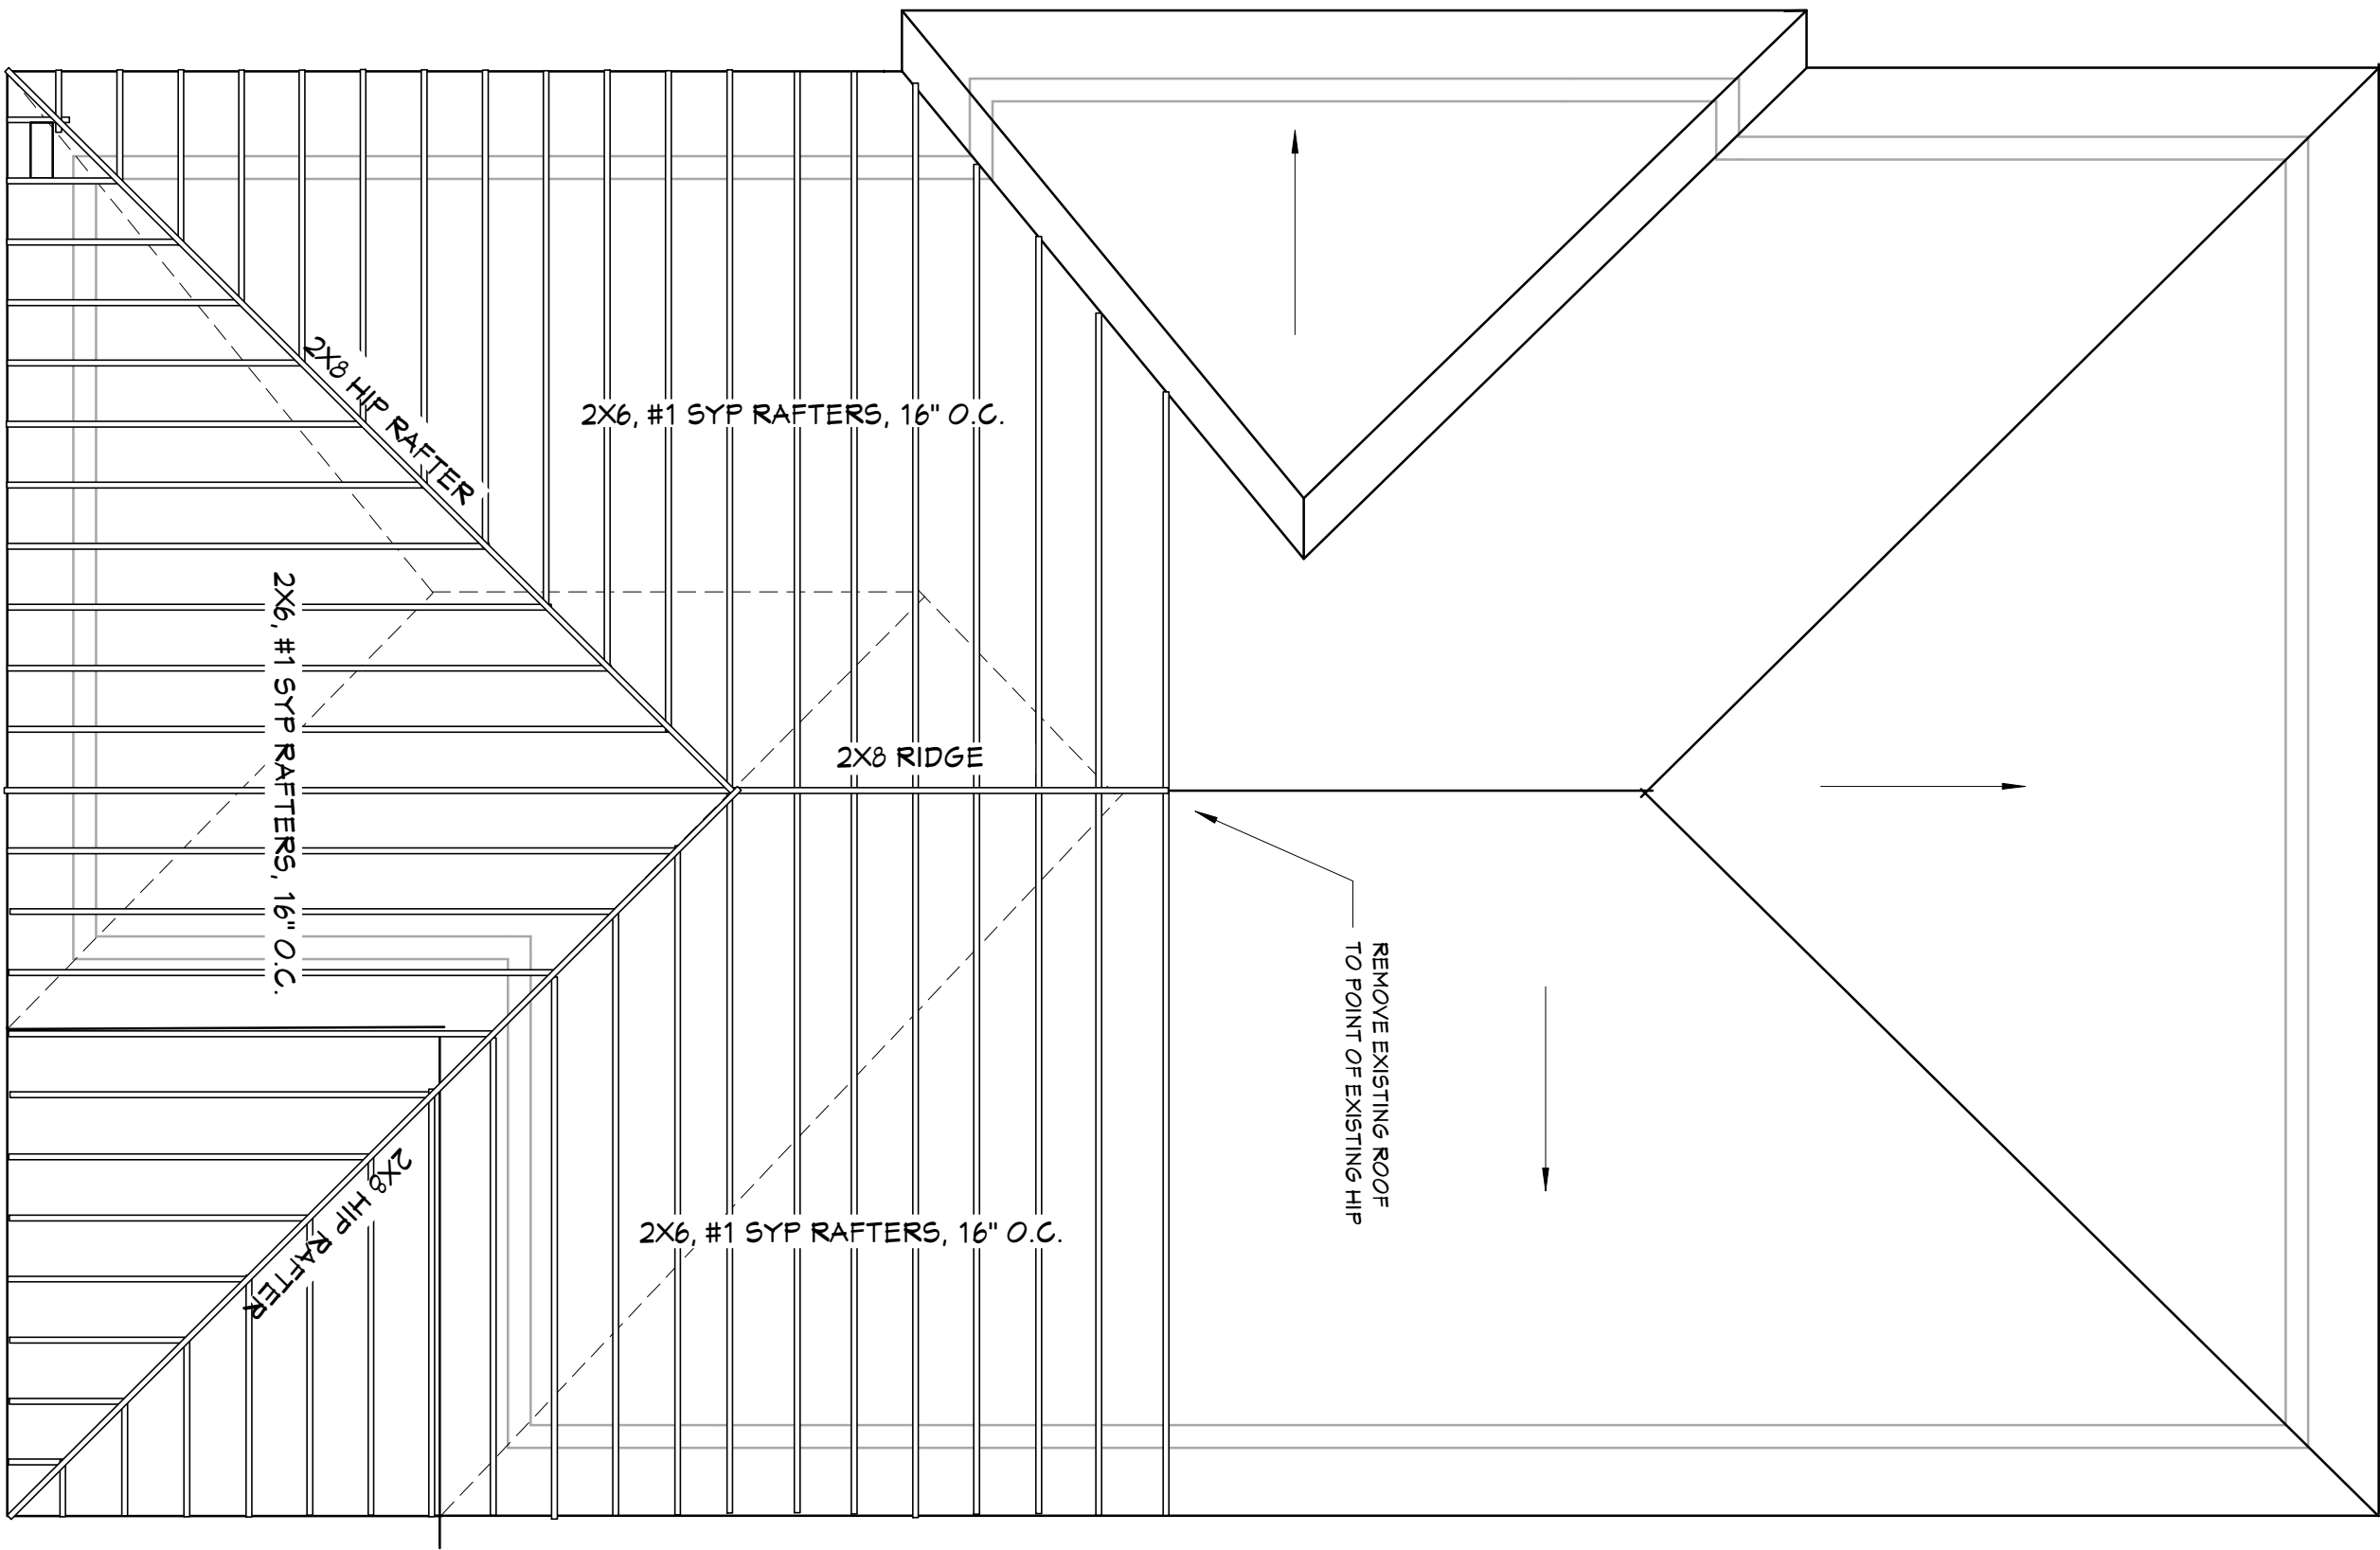 2X8 HIP RAFTER
2X6, #1 SYP RAFTERS, 16" O.C.
2X6, #1 SYP RAFTERS, 16" O.C.
2X8 RIDGE
REMOVE EXISTING ROOF
TO POINT OF EXISTING HIP
2X8 HIP RAFTER
2X6, #1 SYP RAFTERS, 16" O.C.